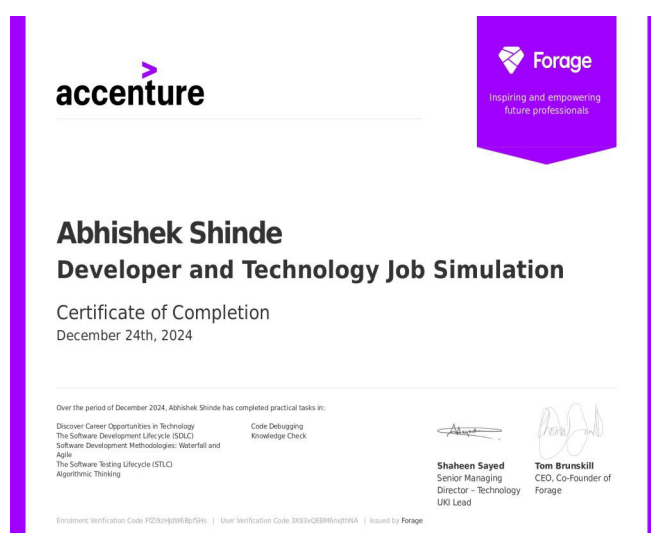 accenture
Forage
Inspiring and empowering
future professionals
Abhishek Shinde
Developer and Technology Job Simulation
Certificate of Completion
December 24th, 2024
Over the period of December 2024, Abhishek Shinde has completed practical tasks in:
Discover Career Opportunities in Technology
The Software Development Lifecycle (SDLC)
Software Development Methodologies: Waterfall and
Agile
The Software Testing Lifecycle (STLC)
Algorithmic Thinking
Code Debugging
Knowledge Check
Shaheen Sayed
Senior Managing
Director – Technology
UKI Lead
Tom Brunskill
CEO, Co-Founder of
Forage
Enrolment Verification Code | User Verification Code | Issued by Forage